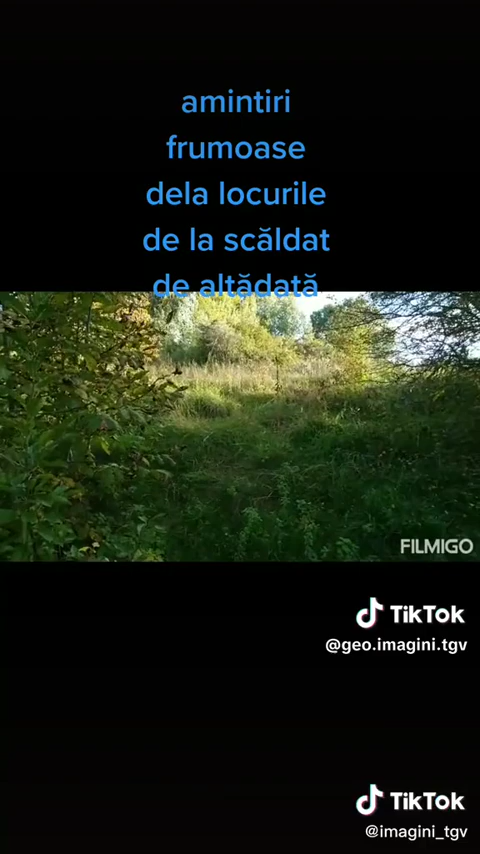 amintiri
frumoase
dela locurile
de la scăldat
de altădată
FILMIGO
TikTok
@geo.imagini.tgv
TikTok
@imagini_tgv